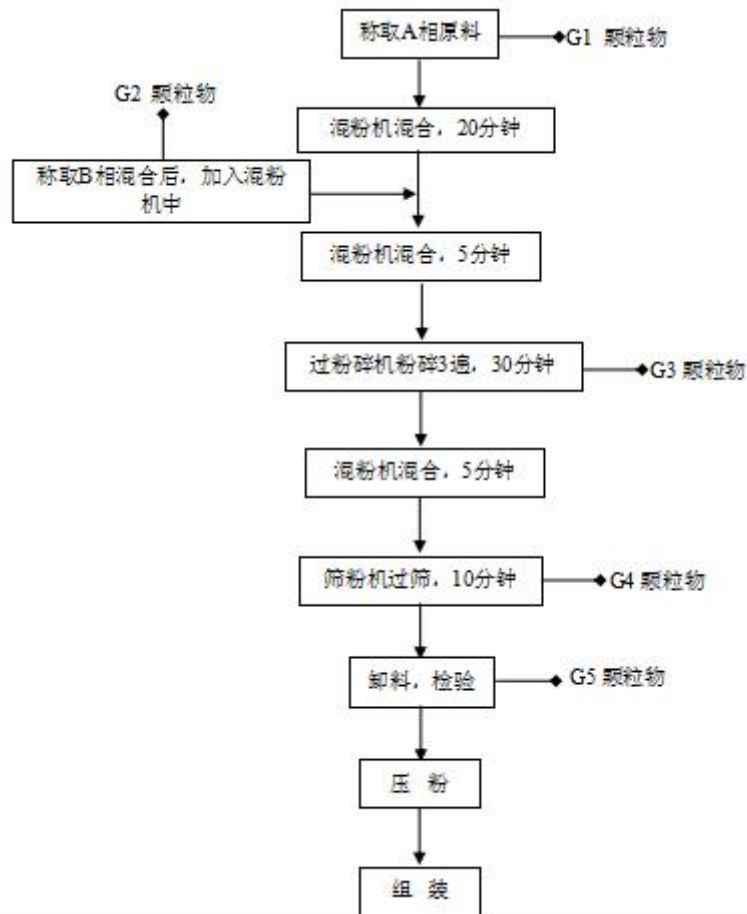 称取A相原料
G1 颗粒物
G2 颗粒物
混粉机混合，20分钟
称取B相混合后，加入混粉
机中
混粉机混合，5分钟
过粉碎机粉碎3遍，30分钟
G3 颗粒物
混粉机混合，5分钟
筛粉机过筛，10分钟
G4 颗粒物
卸料，检验
G5 颗粒物
压 粉
组 装